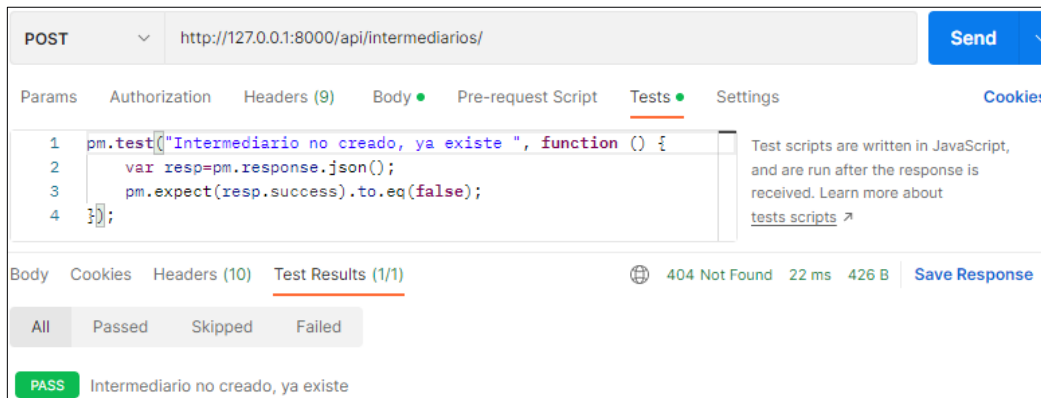 POST http://127.0.0.1:8000/api/intermediarios/ Send
Params Authorization Headers (9) Body Pre-request Script Tests Settings Cookies
1 pm.test("Intermediario no creado, ya existe ", function () {
2 var resp=pm.response.json();
3 pm.expect(resp.success).to.eq(false);
4 });
Test scripts are written in JavaScript,
and are run after the response is
received. Learn more about
tests scripts ↗
Body Cookies Headers (10) Test Results (1/1) 404 Not Found 22 ms 426 B Save Response
All Passed Skipped Failed
PASS Intermediario no creado, ya existe